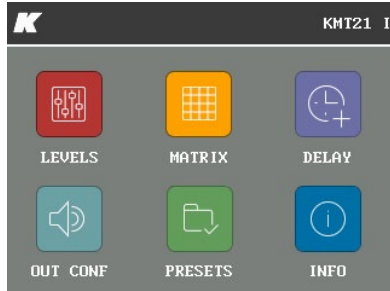 K
KMT21 I
LEVELS
MATRIX
DELAY
OUT CONF
PRESETS
INFO